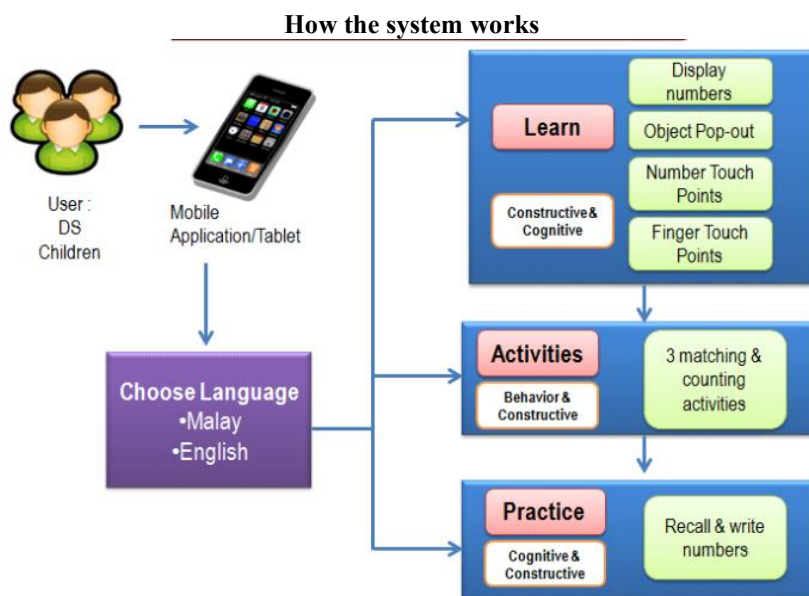 How the system works
User :
DS
Children
Mobile
Application/Tablet
Choose Language
•Malay
•English
Learn
Constructive &
Cognitive
Display
numbers
Object Pop-out
Number Touch
Points
Finger Touch
Points
Activities
Behavior &
Constructive
3 matching &
counting
activities
Practice
Cognitive &
Constructive
Recall & write
numbers